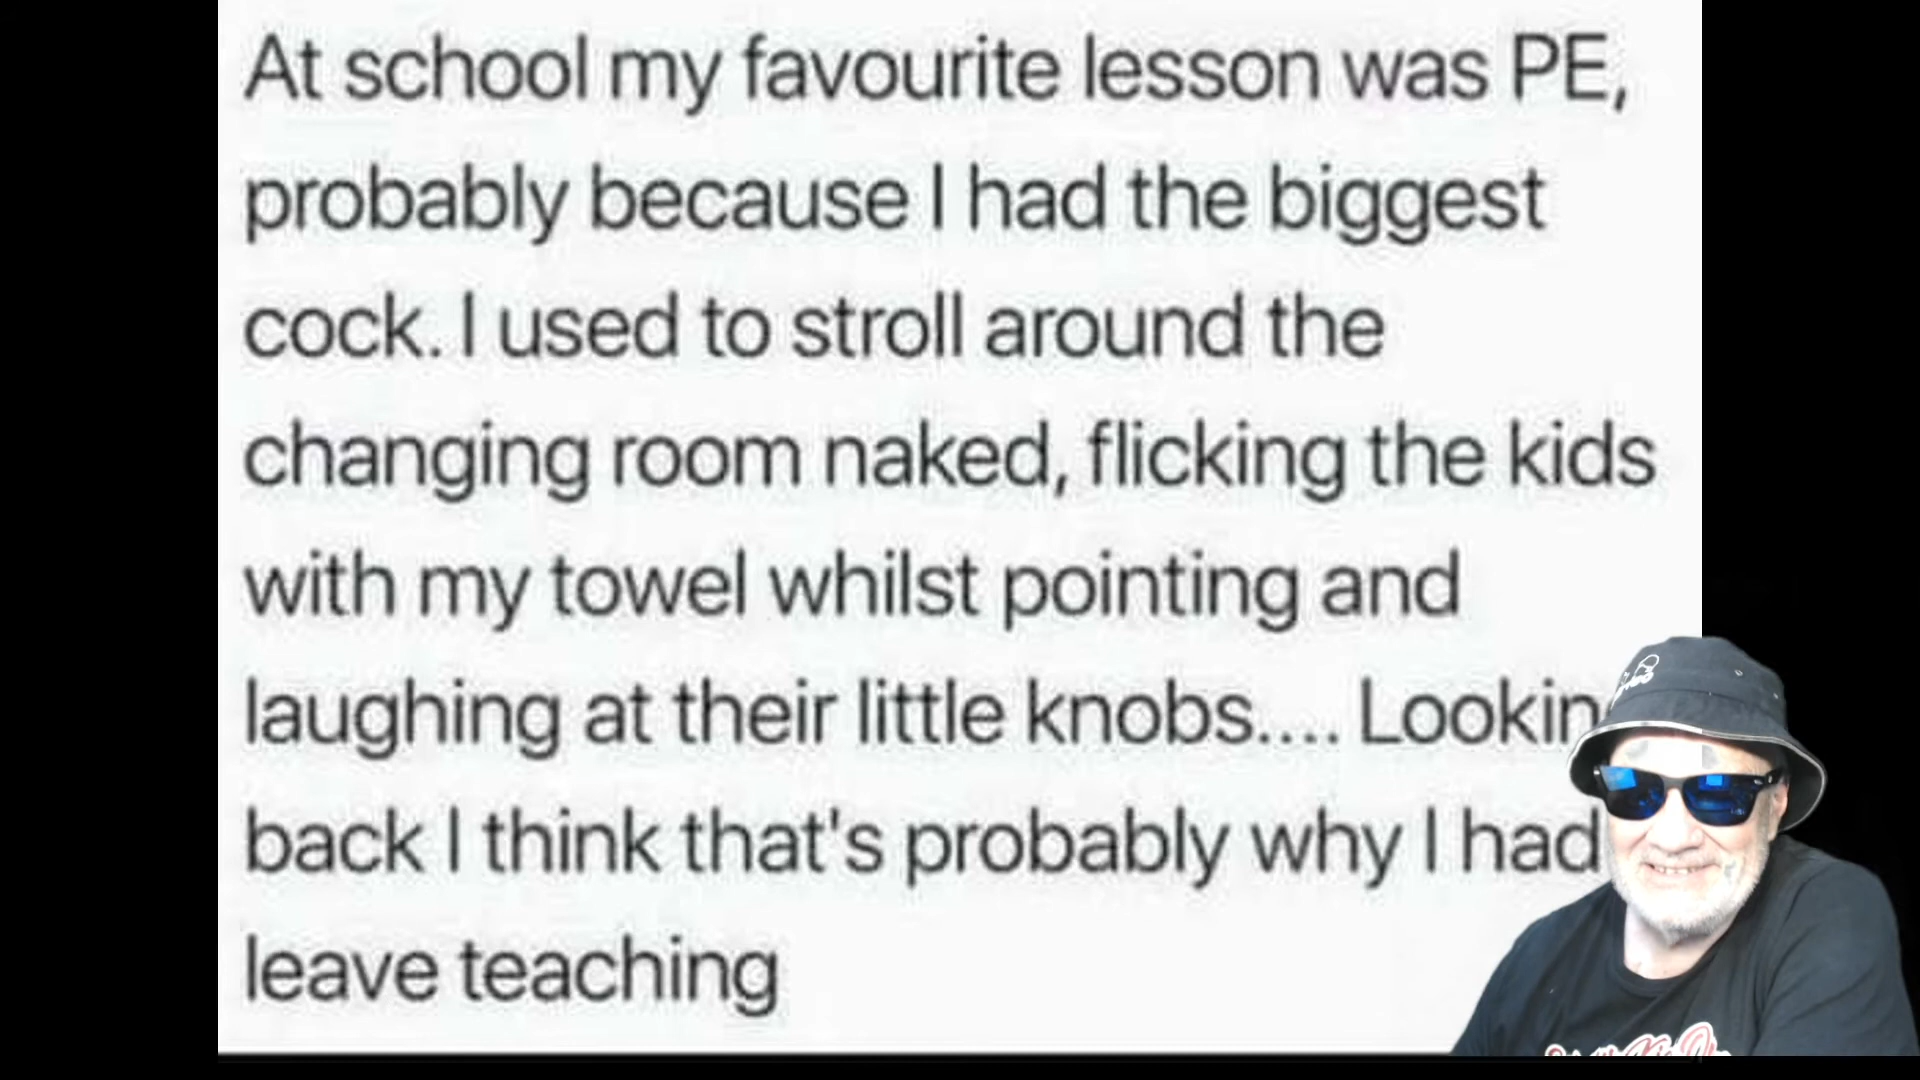 At school my favourite lesson was PE,
probably because I had the biggest
cock. I used to stroll around the
changing room naked, flicking the kids
with my towel whilst pointing and
laughing at their little knobs.... Lookin
back I think that's probably why I had
leave teaching